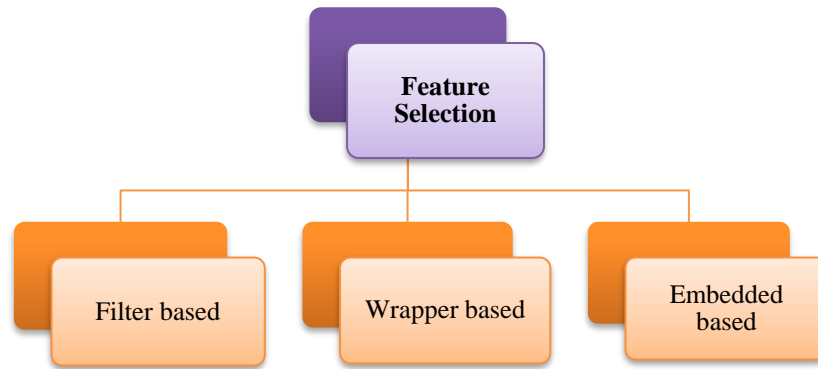 Feature
Selection
Filter based
Wrapper based
Embedded
based